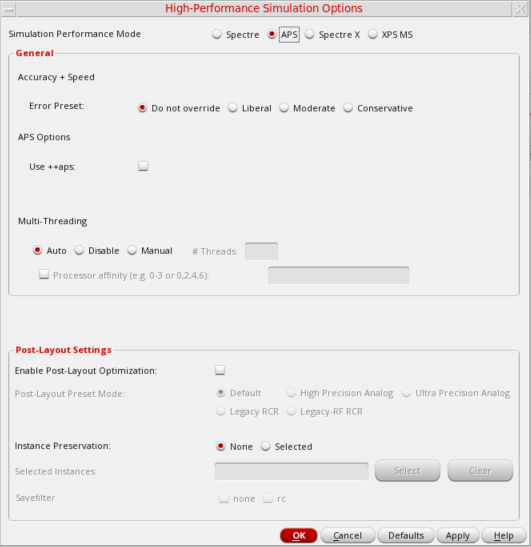 High-Performance Simulation Options
Simulation Performance Mode Spectre APS Spectre X XPS MS
General
Accuracy + Speed
Error Preset: Do not override Liberal Moderate Conservative
APS Options
Use ++aps:
Multi-Threading
Auto Disable Manual # Threads:
Processor affinity (e.g. 0-3 or 0,2,4,6):
Post-Layout Settings
Enable Post-Layout Optimization:
Post-Layout Preset Mode: Default High Precision Analog Ultra Precision Analog
Legacy RCR Legacy-RF RCR
Instance Preservation: None Selected
Selected Instances: Select Clear
Savefilter none rc
OK Cancel Defaults Apply Help